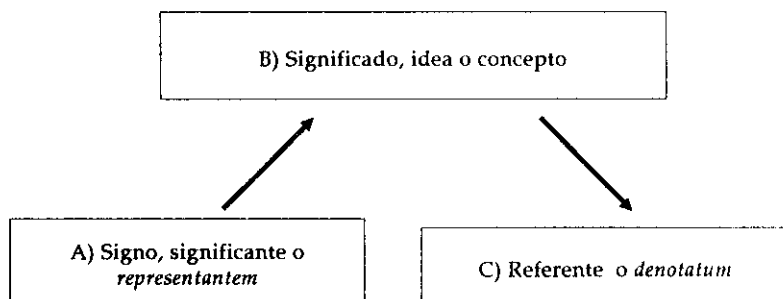 B) Significado, idea o concepto
A) Signo, significante o
representantem
C) Referente o denotatum